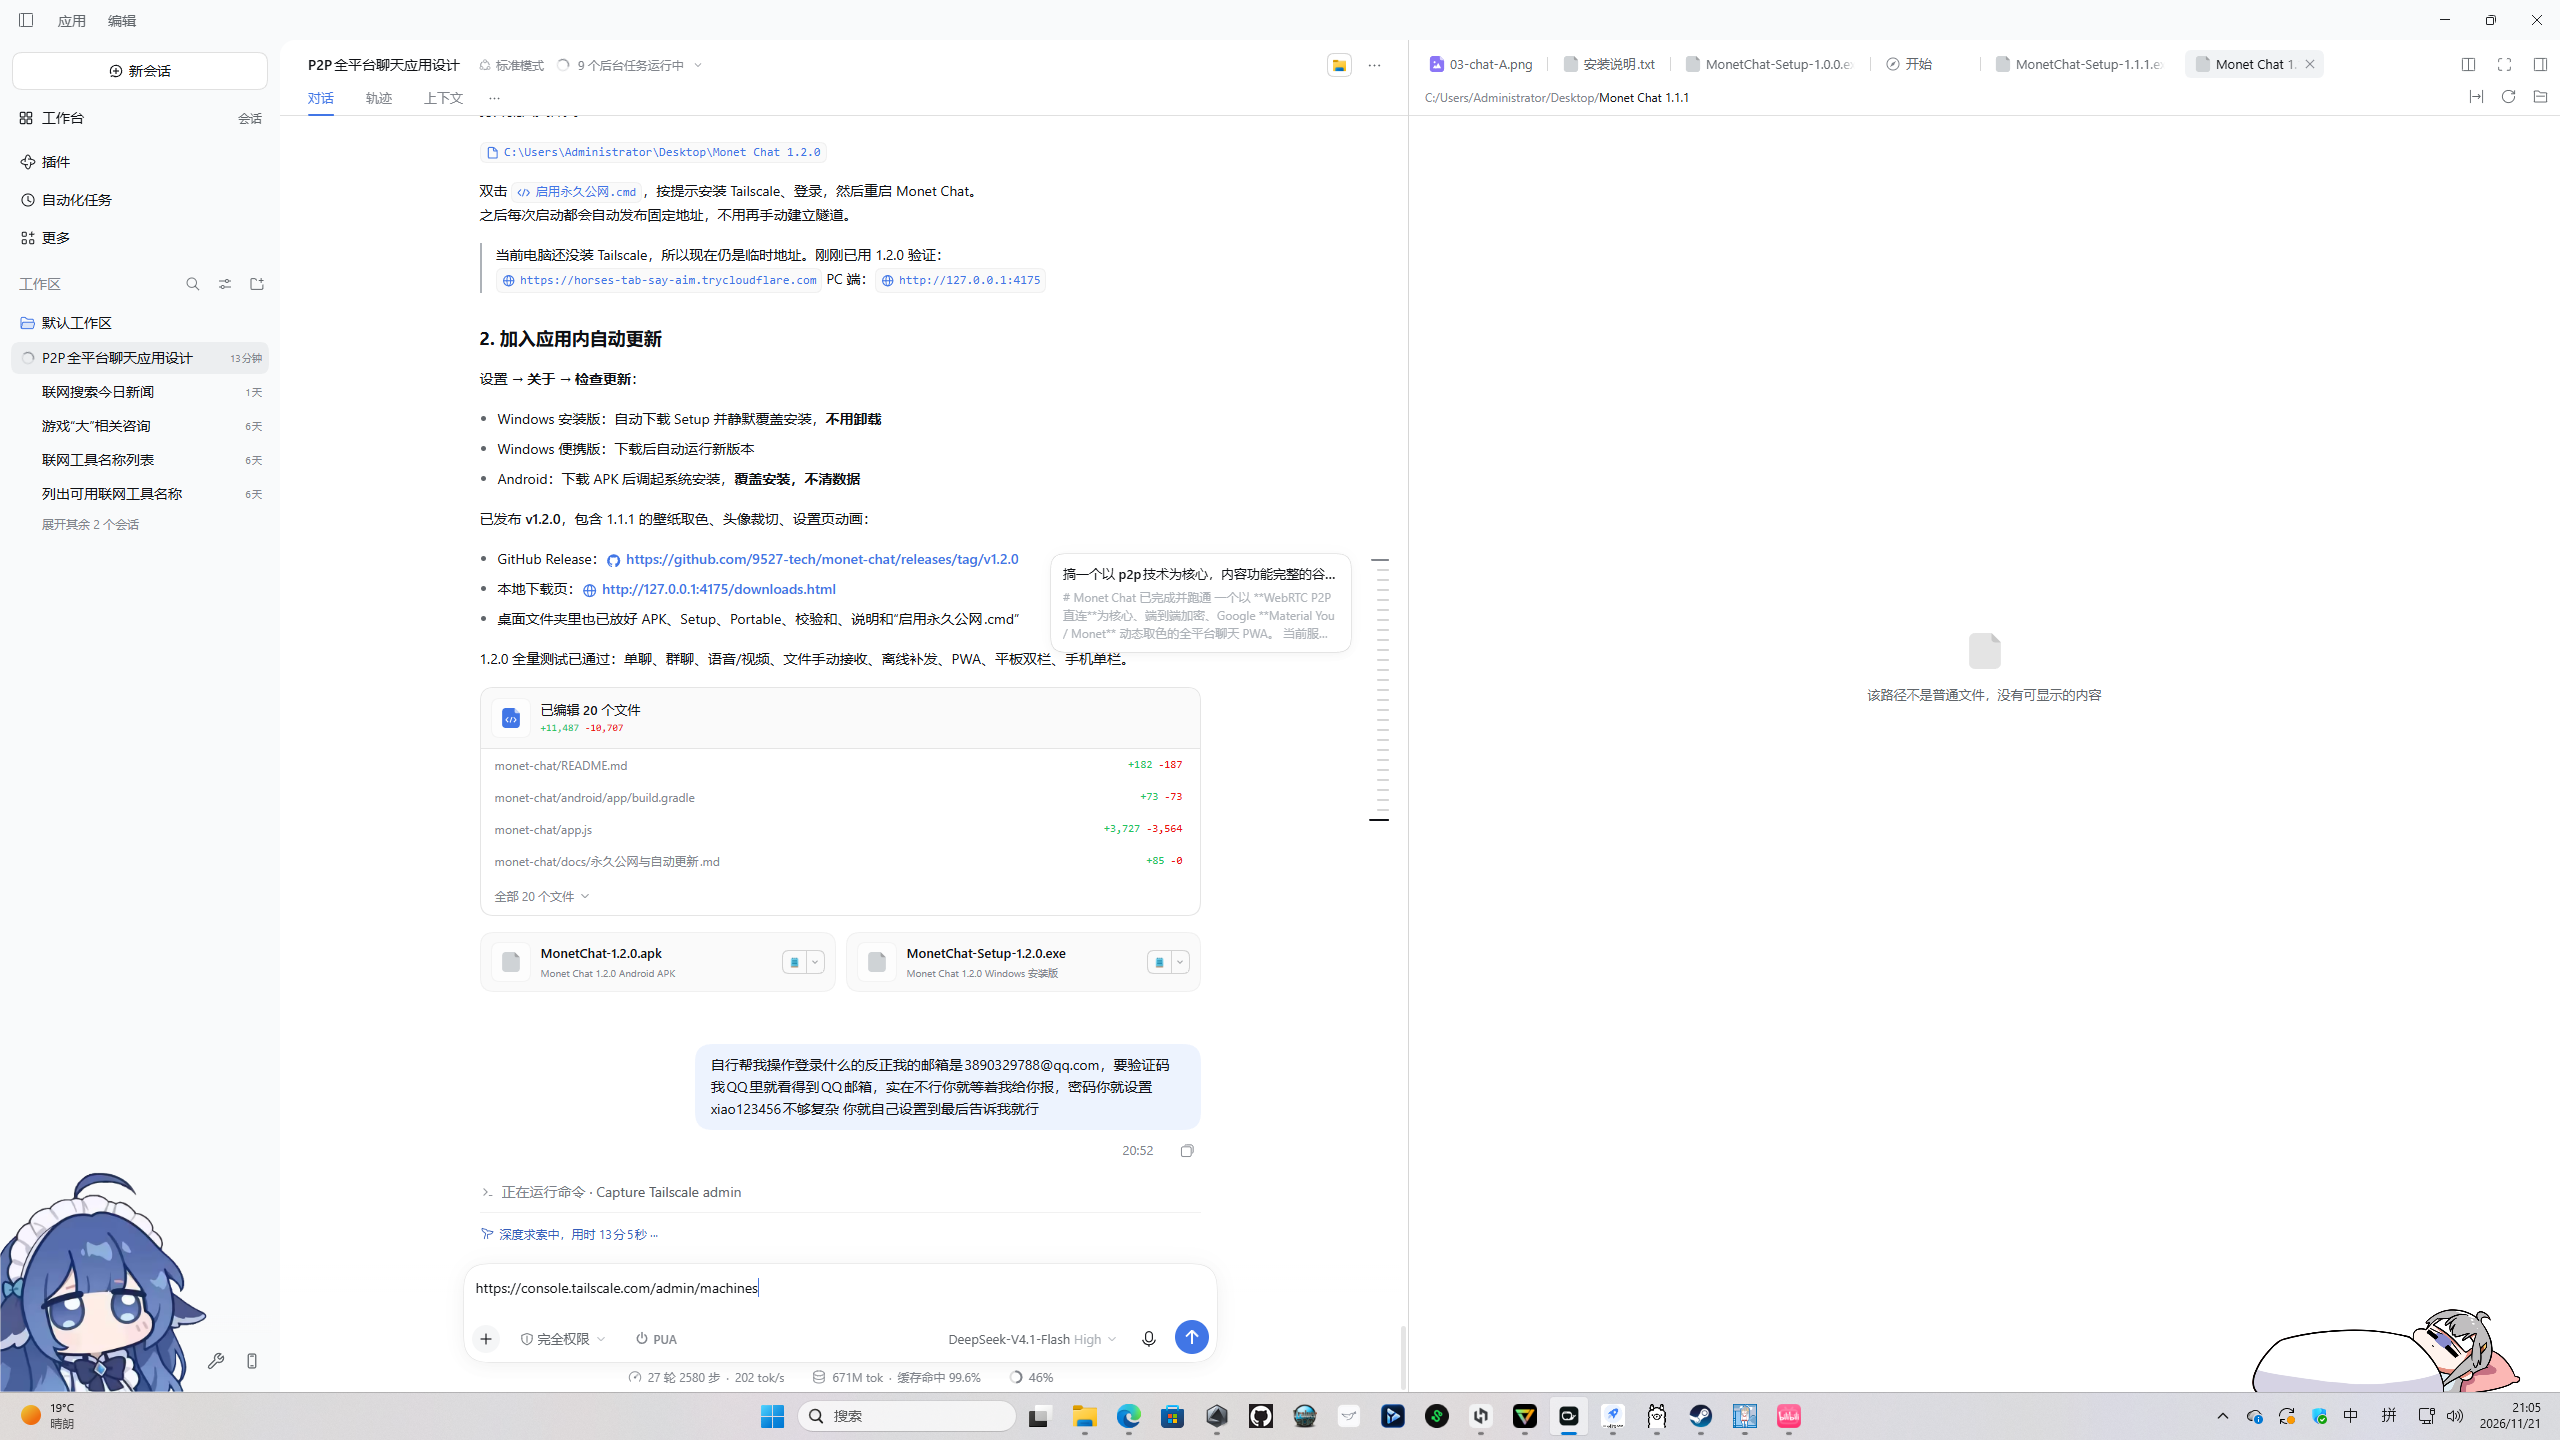 应用 编辑
新会话
工作台 会话
插件
自动化任务
更多
工作区
默认工作区
P2P全平台聊天应用设计 13分钟
联网搜索今日新闻 1天
游戏“大”相关咨询 6天
联网工具名称列表 6天
列出可用联网工具名称 6天
展开其余 2 个会话
P2P全平台聊天应用设计 标准模式 9 个后台任务运行中
对话 轨迹 上下文 ···
C:\Users\Administrator\Desktop\Monet Chat 1.2.0
双击 启用永久公网.cmd，按提示安装 Tailscale、登录，然后重启 Monet Chat。
之后每次启动都会自动发布固定地址，不用再手动建立隧道。
当前电脑还没装 Tailscale，所以现在仍是临时地址。刚刚已用 1.2.0 验证：
https://horses-tab-say-aim.trycloudflare.com PC 端： http://127.0.0.1:4175
2. 加入应用内自动更新
设置 → 关于 → 检查更新：
• Windows 安装版：自动下载 Setup 并静默覆盖安装，不用卸载
• Windows 便携版：下载后自动运行新版本
• Android：下载 APK 后调起系统安装，覆盖安装，不清数据
已发布 v1.2.0，包含 1.1.1 的壁纸取色、头像裁切、设置页动画：
• GitHub Release： https://github.com/9527-tech/monet-chat/releases/tag/v1.2.0
• 本地下载页： http://127.0.0.1:4175/downloads.html
• 桌面文件夹里也已放好 APK、Setup、Portable、校验和、说明和“启用永久公网.cmd”
1.2.0 全量测试已通过：单聊、群聊、语音/视频、文件手动接收、离线补发、PWA、平板双栏、手机单栏。
搞一个以 p2p技术为核心，内容功能完整的谷...
# Monet Chat 已完成并跑通 一个以 **WebRTC P2P
直连**为核心、端到端加密、Google **Material You
/ Monet** 动态取色的全平台聊天 PWA。 当前服...
已编辑 20 个文件
+11,487 -10,707
monet-chat/README.md +182 -187
monet-chat/android/app/build.gradle +73 -73
monet-chat/app.js +3,727 -3,564
monet-chat/docs/永久公网与自动更新.md +85 -0
全部 20 个文件
MonetChat-1.2.0.apk
Monet Chat 1.2.0 Android APK
MonetChat-Setup-1.2.0.exe
Monet Chat 1.2.0 Windows 安装版
自行帮我操作登录什么的反正我的邮箱是3890329788@qq.com，要验证码
我QQ里就看得到QQ邮箱，实在不行你就等着我给你报，密码你就设置
xiao123456不够复杂 你就自己设置到最后告诉我就行
20:52
正在运行命令 · Capture Tailscale admin
深度求索中，用时 13分5秒 ···
https://console.tailscale.com/admin/machines
完全权限 PUA DeepSeek-V4.1-Flash High
27 轮 2580 步 · 202 tok/s 671M tok · 缓存命中 99.6% 46%
03-chat-A.png 安装说明.txt MonetChat-Setup-1.0.0.ex 开始 MonetChat-Setup-1.1.1.ex Monet Chat 1.
C:/Users/Administrator/Desktop/Monet Chat 1.1.1
该路径不是普通文件，没有可显示的内容
19°C
晴朗
搜索
中 拼
21:05
2026/11/21